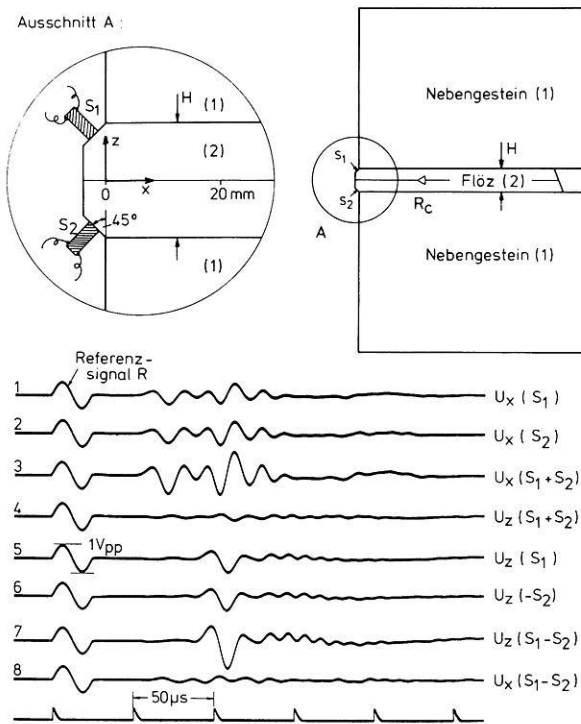 Ausschnitt A :
S1
H
(1)
z
(2)
x
0
20 mm
S2
45°
(1)
Nebengestein (1)
H
S1
Flöz (2)
S2
Rc
A
Nebengestein (1)
Referenz-
signal R
1
Ux (S1)
2
Ux (S2)
3
Ux (S1+S2)
4
Uz (S1+S2)
1Vpp
5
Uz (S1)
6
Uz (-S2)
7
Uz (S1-S2)
8
Ux (S1-S2)
50µs